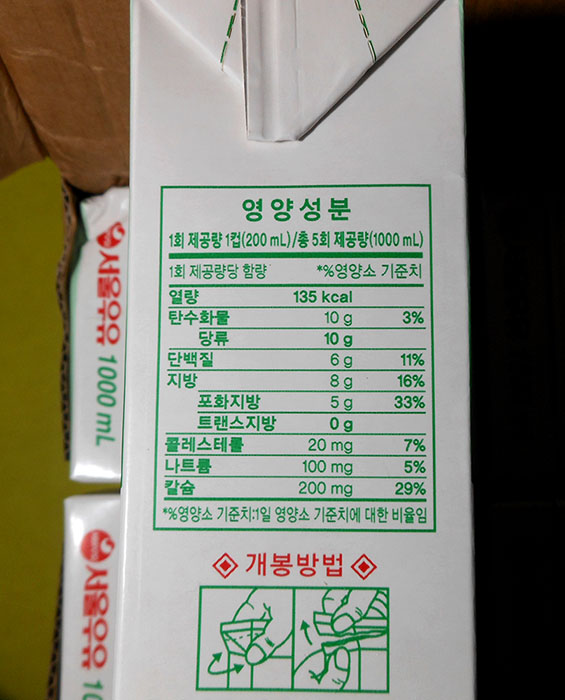 영양성분
1회 제공량 1컵(200 mL)/총 5회 제공량(1000 mL)
1회 제공량당 함량 *%영양소 기준치
열량 135 kcal
탄수화물 10 g 3%
당류 10 g
단백질 6 g 11%
지방 8 g 16%
포화지방 5 g 33%
트랜스지방 0 g
콜레스테롤 20 mg 7%
나트륨 100 mg 5%
칼슘 200 mg 29%
*%영양소 기준치:1일 영양소 기준치에 대한 비율임
개봉방법
서울우유 1000 mL
서울우유 10